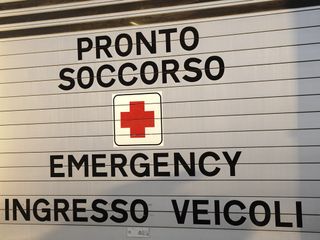 PRONTO
SOCCORSO
EMERGENCY
INGRESSO VEICOLI